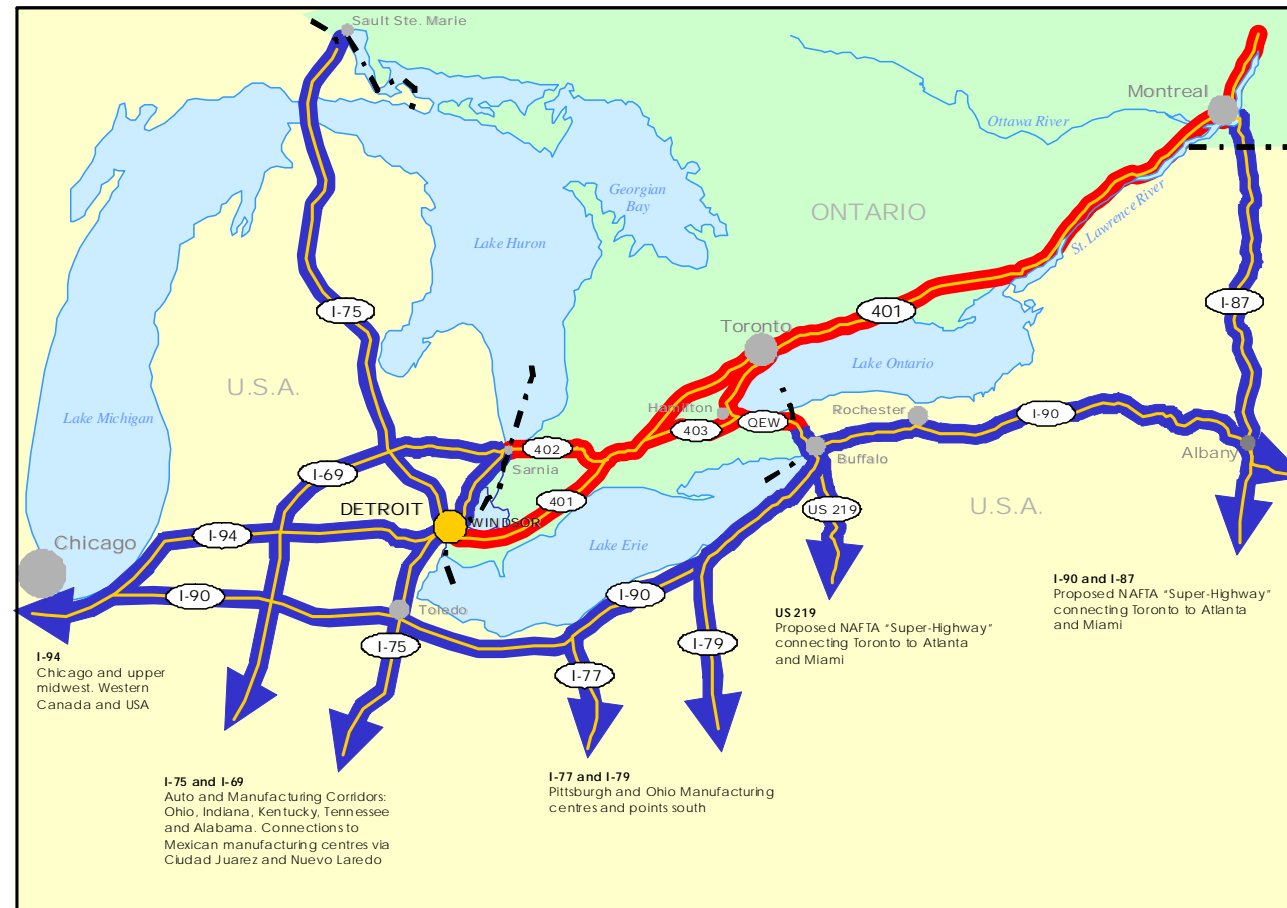 Sault Ste. Marie
Montreal
Ottawa River
Georgian
Bay
ONTARIO
St. Lawrence River
Lake Huron
I-75
401
I-87
Toronto
Lake Ontario
U.S.A.
Lake Michigan
Hamilton
Rochester
I-90
403
QEW
402
Buffalo
Albany
Sarnia
I-69
401
DETROIT
WINDSOR
US 219
U.S.A.
I-94
Chicago
Lake Erie
I-90
I-90
Toledo
I-75
I-79
I-77
I-90 and I-87
Proposed NAFTA "Super-Highway"
connecting Toronto to Atlanta
and Miami
US 219
Proposed NAFTA "Super-Highway"
connecting Toronto to Atlanta
and Miami
I-94
Chicago and upper
midwest. Western
Canada and USA
I-75 and I-69
Auto and Manufacturing Corridors:
Ohio, Indiana, Kentucky, Tennessee
and Alabama. Connections to
Mexican manufacturing centres via
Ciudad Juarez and Nuevo Laredo
I-77 and I-79
Pittsburgh and Ohio Manufacturing
centres and points south